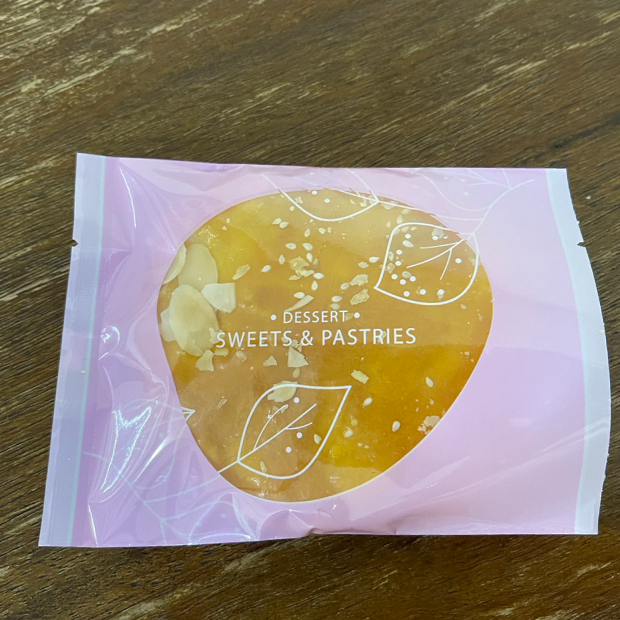 • DESSERT •
SWEETS & PASTRIES